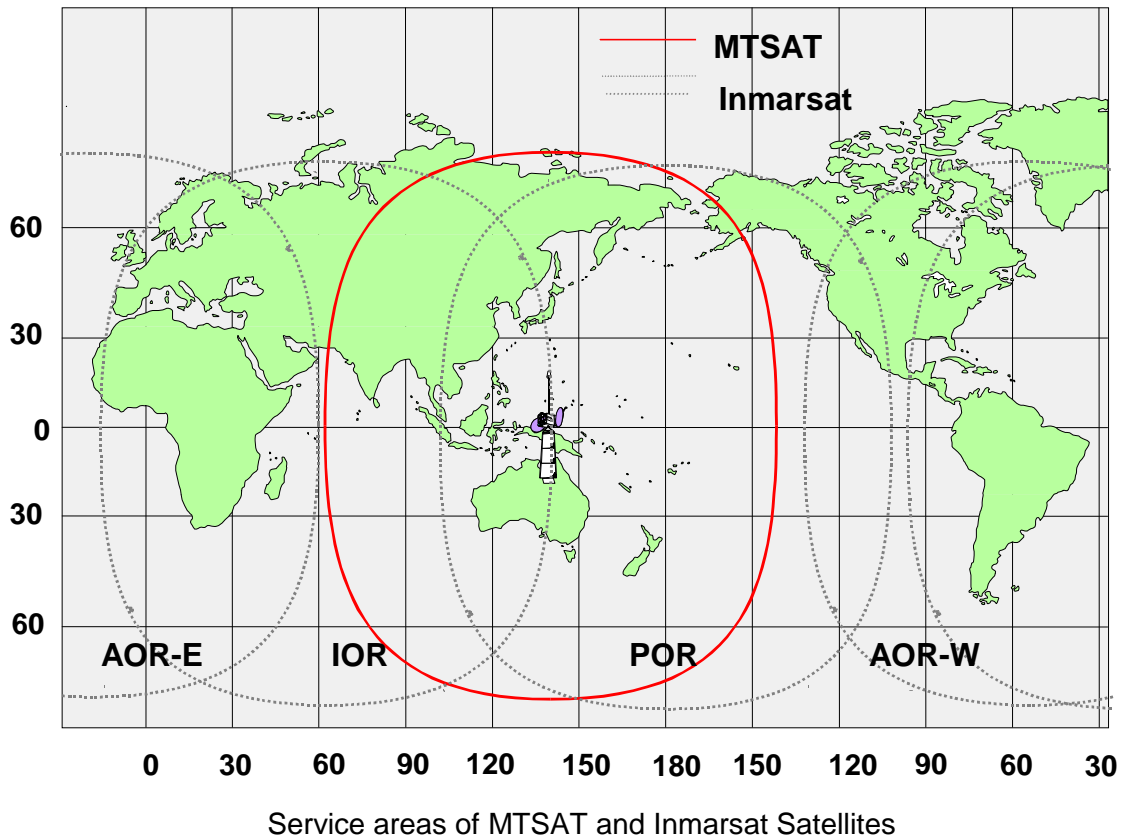 MTSAT
Inmarsat
60
30
0
30
60
AOR-E IOR POR AOR-W
0 30 60 90 120 150 180 150 120 90 60 30
Service areas of MTSAT and Inmarsat Satellites